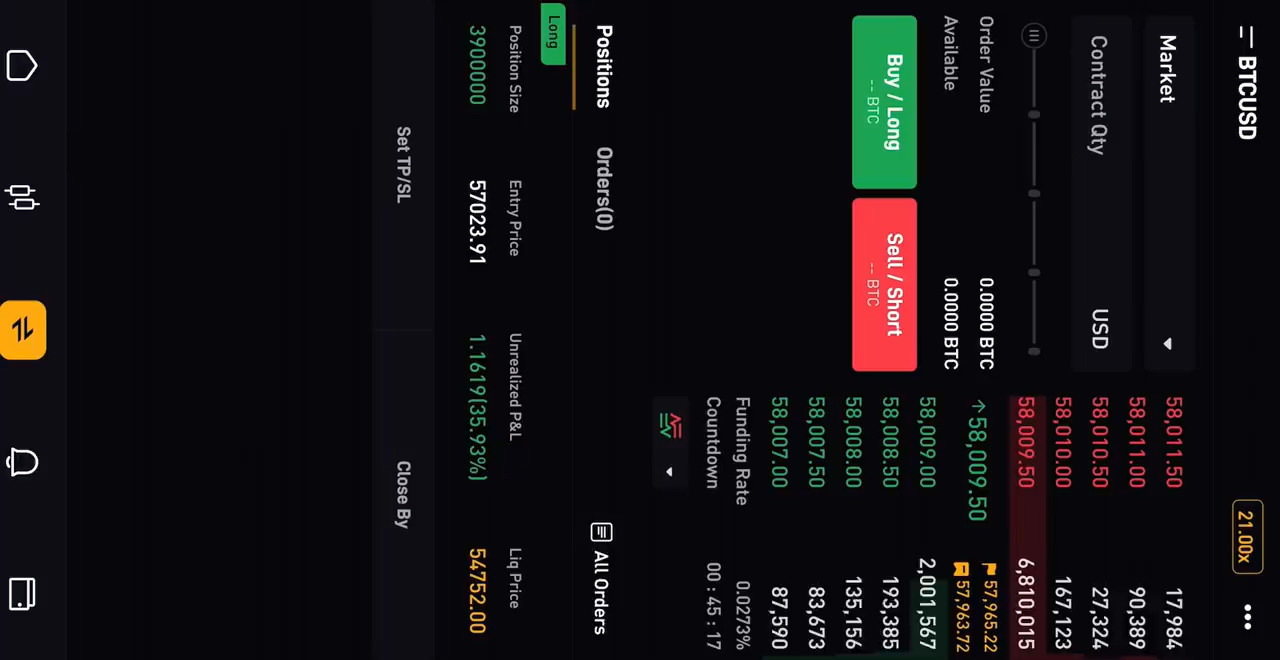 BTCUSD
21.00x
Market
Contract Qty USD
Order Value 0.0000 BTC
Available 0.0000 BTC
Buy / Long
-- BTC
Sell / Short
-- BTC
58,011.50 17,984
58,011.00 90,389
58,010.50 27,324
58,010.00 167,123
58,009.50 6,810,015
↑58,009.50
57,965.22
57,963.72
58,009.00 2,001,567
58,008.50 193,385
58,008.00 135,156
58,007.50 83,673
58,007.00 87,590
Funding Rate 0.0273%
Countdown 00 : 45 : 17
Positions Orders(0) All Orders
Long
Position Size Entry Price Unrealized P&L Liq Price
3900000 57023.91 1.1619(35.93%) 54752.00
Set TP/SL Close By